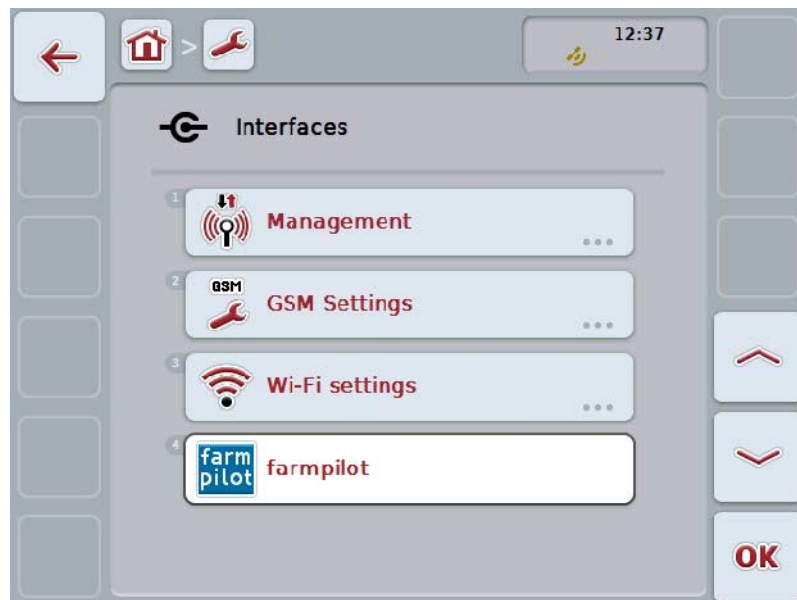 >
12:37
Interfaces
1
Management
2
GSM
GSM Settings
3
Wi-Fi settings
4
farm
pilot
farmpilot
OK